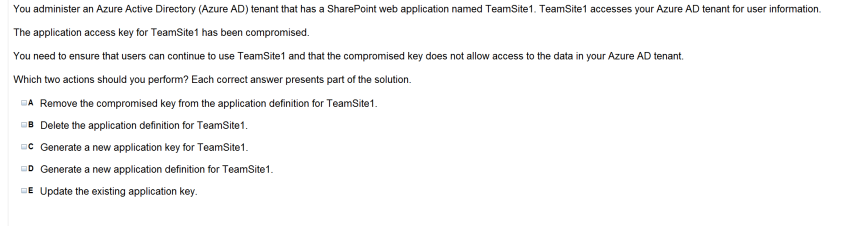 You administer an Azure Active Directory (Azure AD) tenant that has a SharePoint web application named TeamSite1. TeamSite1 accesses your Azure AD tenant for user information.
The application access key for TeamSite1 has been compromised.
You need to ensure that users can continue to use TeamSite1 and that the compromised key does not allow access to the data in your Azure AD tenant.
Which two actions should you perform? Each correct answer presents part of the solution.
A Remove the compromised key from the application definition for TeamSite1.
B Delete the application definition for TeamSite1.
C Generate a new application key for TeamSite1.
D Generate a new application definition for TeamSite1.
E Update the existing application key.